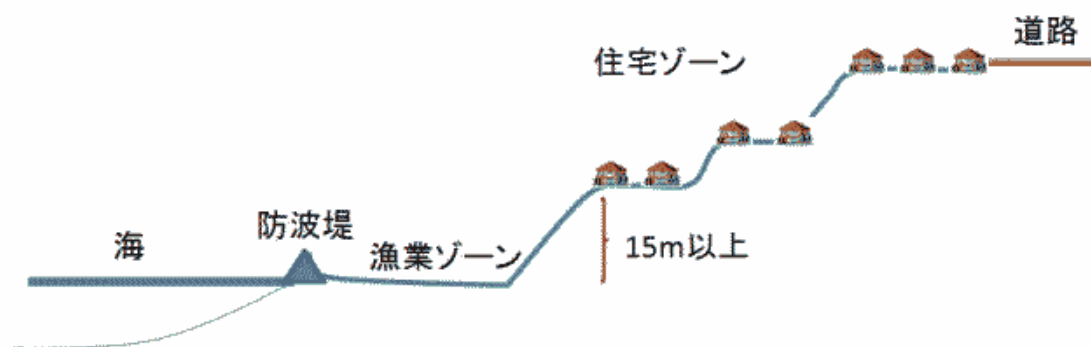 道路
住宅ゾーン
防波堤
海
漁業ゾーン
15m以上